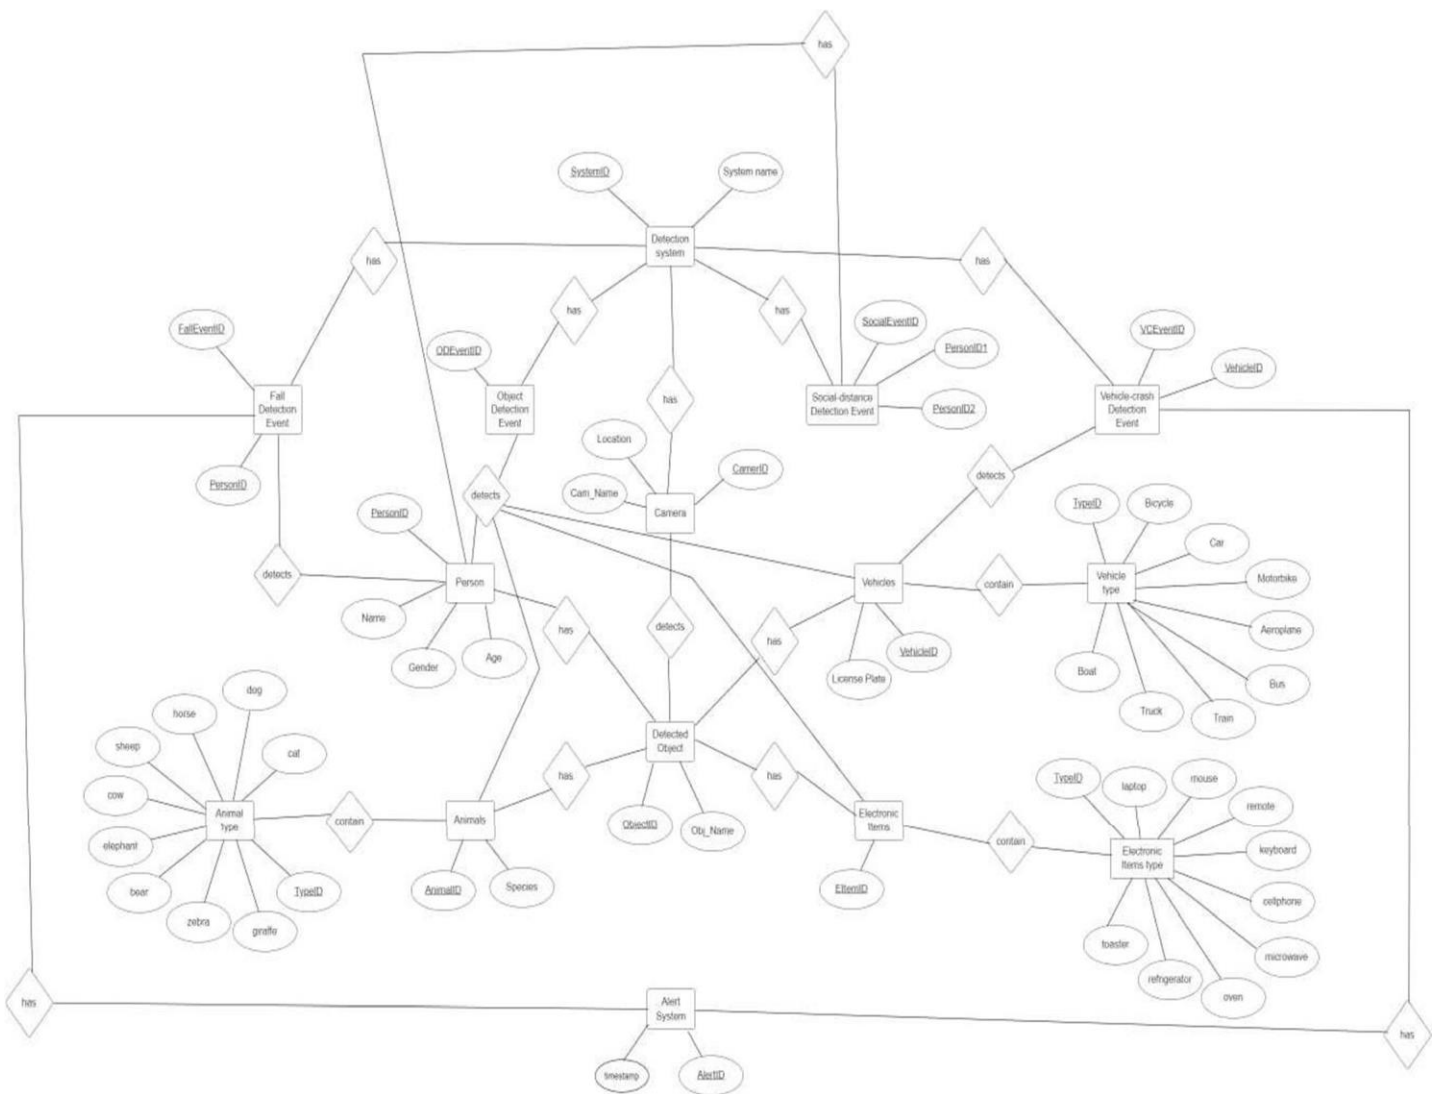 has
SystemID
System name
Detection
system
has
has
has
has
FallEventID
ODEventID
SocialEventID
PersonID1
PersonID2
VCEventID
VehicleID
Fall
Detection
Event
Object
Detection
Event
has
Social-distance
Detection Event
Vehicle-crash
Detection
Event
Location
CamerID
Cam_Name
Camera
PersonID
detects
detects
PersonID
TypeID
Bicycle
Car
Motorbike
Aeroplane
Bus
Train
Truck
Boat
detects
Person
Vehicles
contain
Vehicle
type
Name
Gender
Age
has
detects
has
License Plate
VehicleID
dog
horse
sheep
cat
cow
elephant
bear
zebra
giraffe
TypeID
Animal
type
contain
Animals
has
Detected
Object
has
AnimalID
Species
ObjectID
Obj_Name
Electronic
Items
EItemID
contain
TypeID
laptop
mouse
remote
keyboard
cellphone
microwave
oven
refrigerator
toaster
Electronic
Items type
has
Alert
System
has
timestamp
AlertID